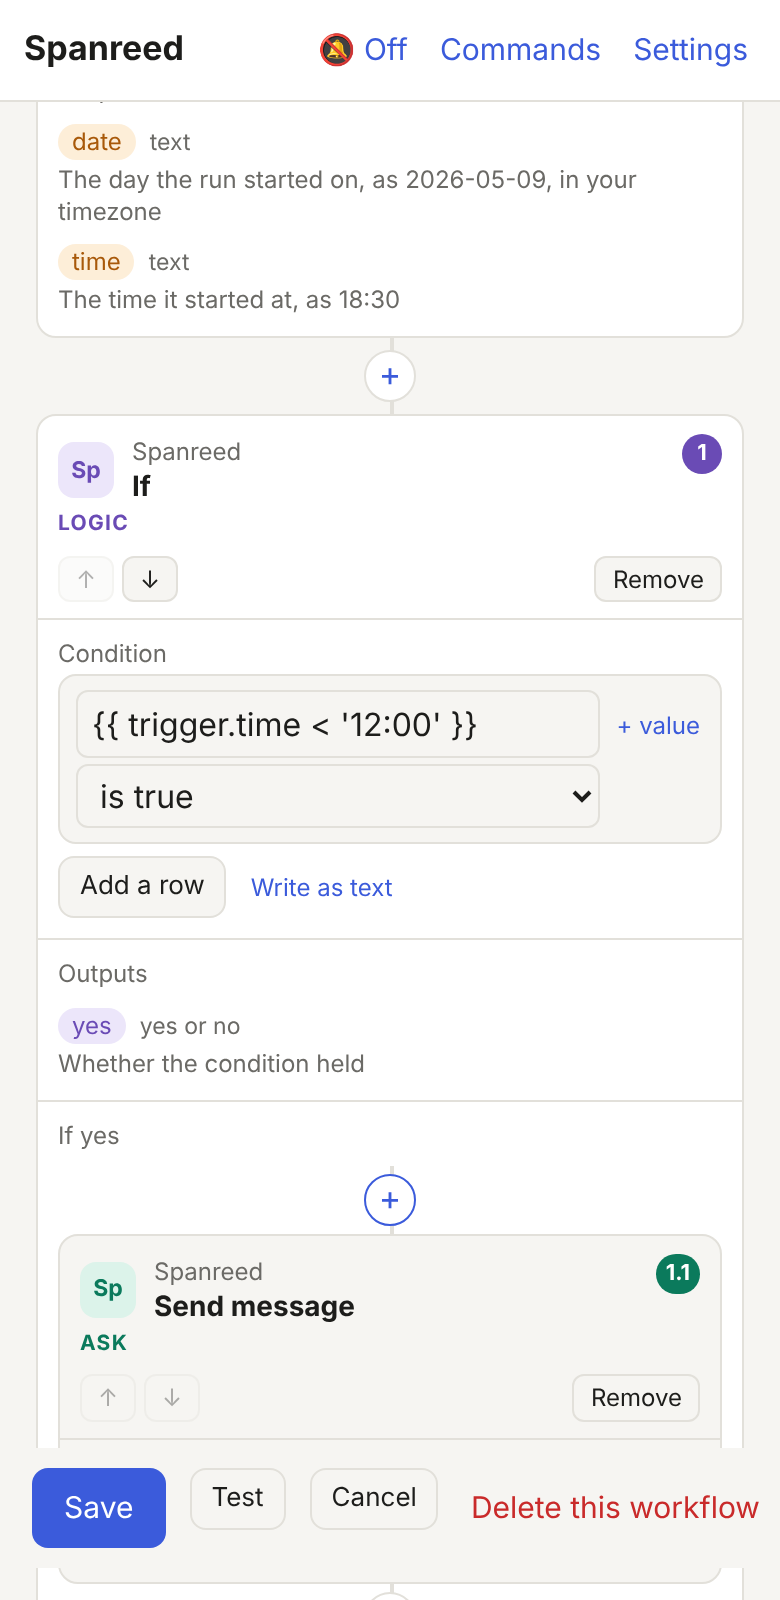 Spanreed
Off Commands Settings
date text
The day the run started on, as 2026-05-09, in your
timezone
time text
The time it started at, as 18:30
+
Sp
Spanreed
If
1
LOGIC
↑ ↓ Remove
Condition
{{ trigger.time < '12:00' }} + value
is true
Add a row Write as text
Outputs
yes yes or no
Whether the condition held
If yes
+
Sp
Spanreed
Send message
1.1
ASK
↑ ↓ Remove
Save Test Cancel Delete this workflow